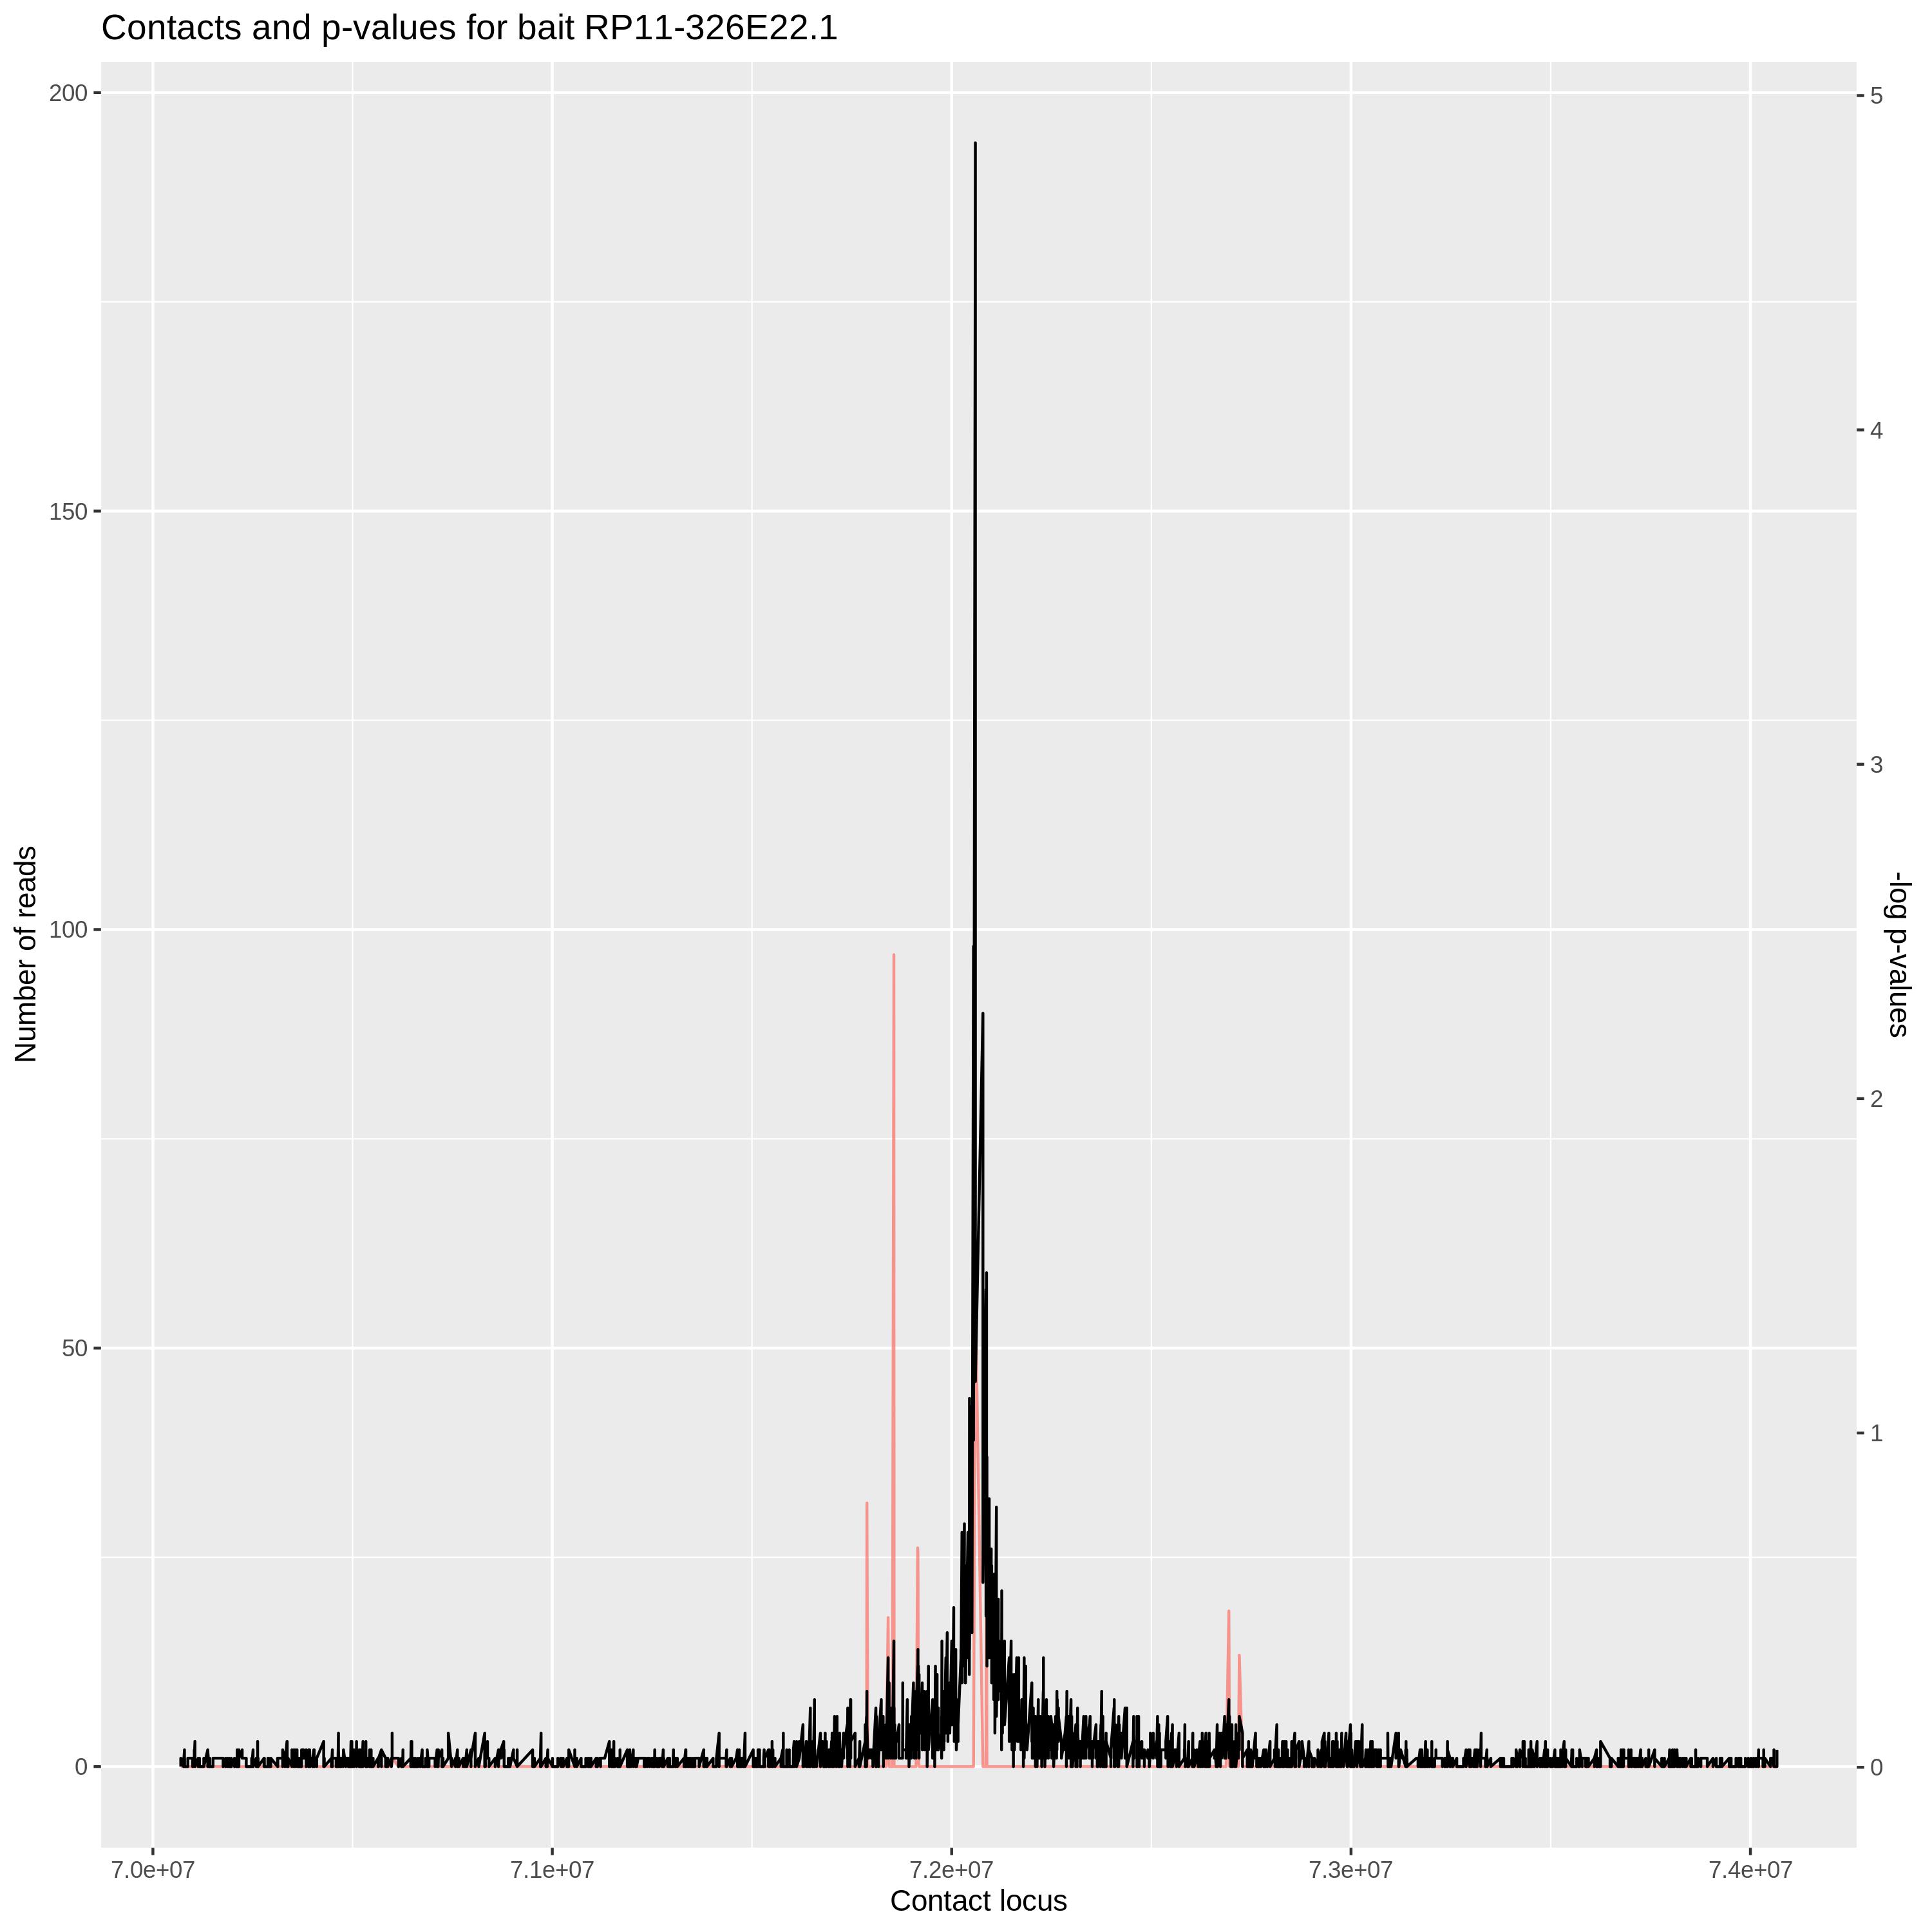 Contacts and p-values for bait RP11-326E22.1
200
150
100
50
0
Number of reads
5
4
3
2
1
0
-log p-values
7.0e+07 7.1e+07 7.2e+07 7.3e+07 7.4e+07
Contact locus